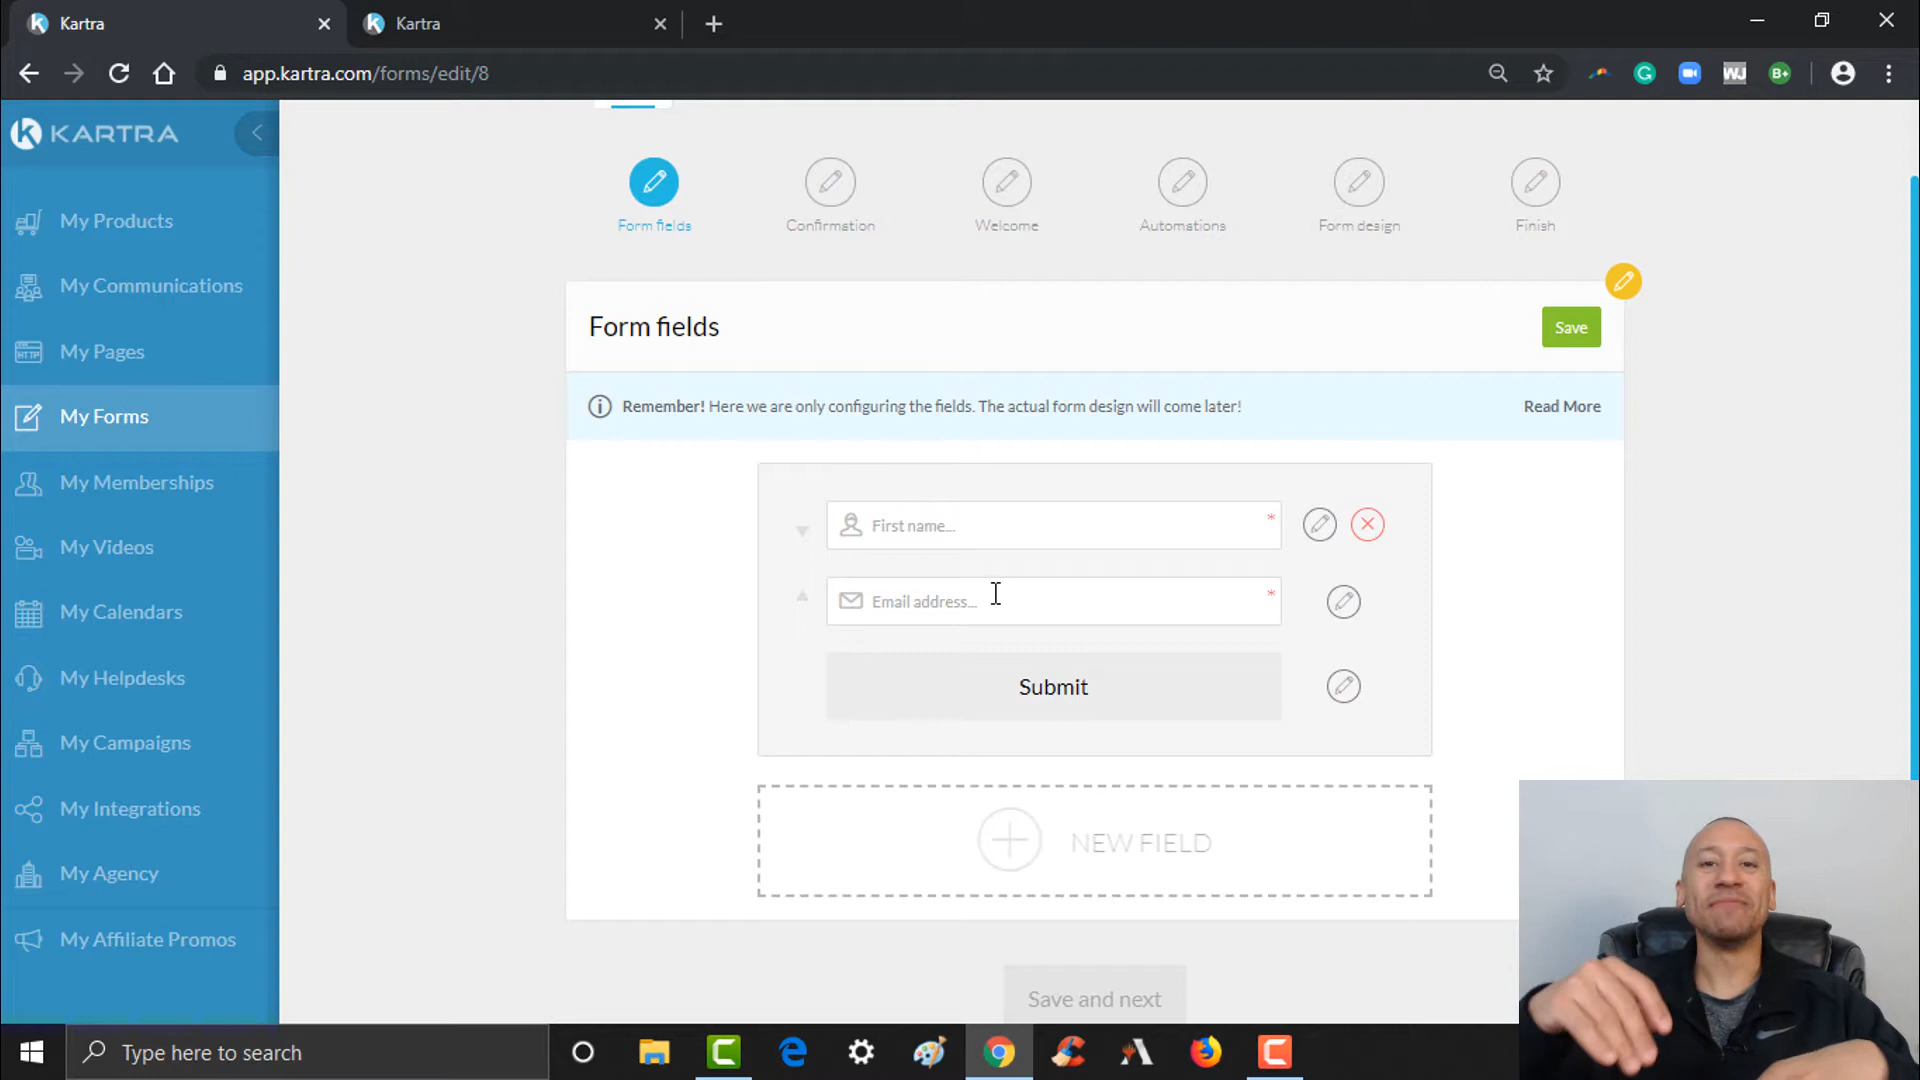 Kartra
Kartra
app.kartra.com/forms/edit/8
WJ
B+
KARTRA
My Products
My Communications
HTTP
My Pages
My Forms
My Memberships
My Videos
My Calendars
My Helpdesks
My Campaigns
My Integrations
My Agency
My Affiliate Promos
Form fields
Confirmation
Welcome
Automations
Form design
Finish
Form fields
Save
Remember! Here we are only configuring the fields. The actual form design will come later!
Read More
First name...
*
Email address...
*
Submit
NEW FIELD
Save and next
Type here to search